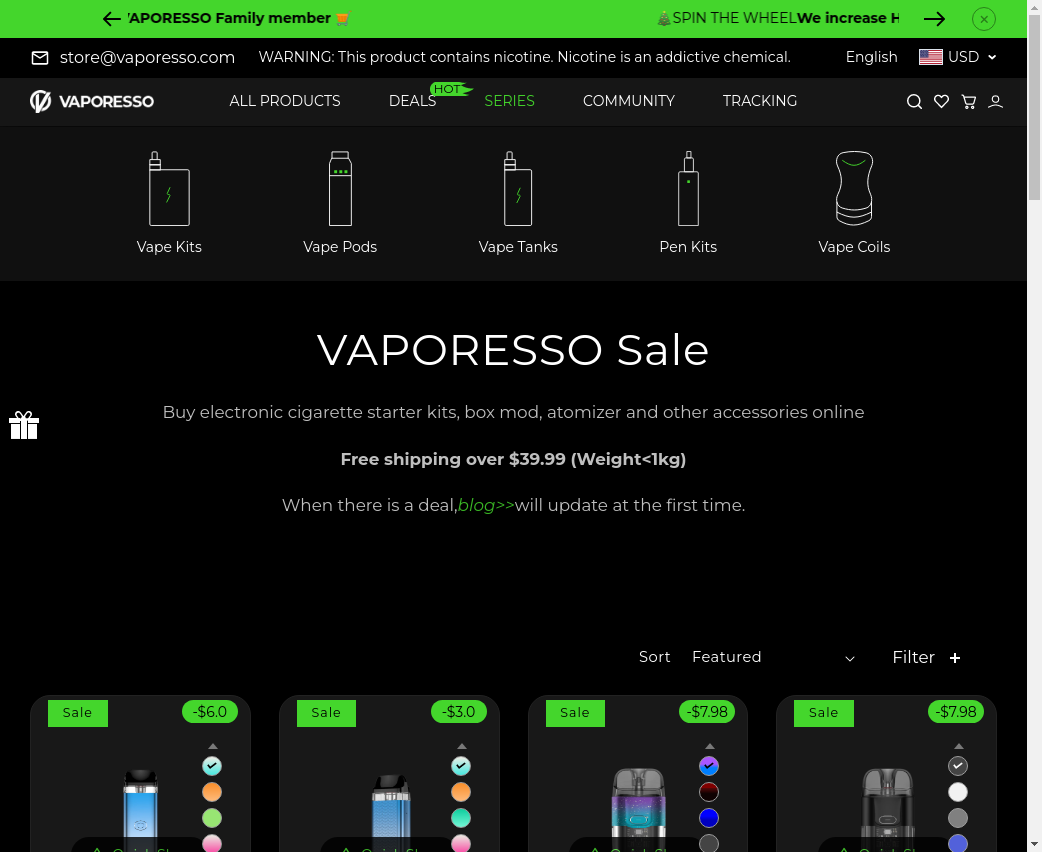 VAPORESSO Family member
SPIN THE WHEELWe increase
store@vaporesso.com
WARNING: This product contains nicotine. Nicotine is an addictive chemical.
English
USD
VAPORESSO
ALL PRODUCTS
DEALS
HOT
SERIES
COMMUNITY
TRACKING
Vape Kits
Vape Pods
Vape Tanks
Pen Kits
Vape Coils
VAPORESSO Sale
Buy electronic cigarette starter kits, box mod, atomizer and other accessories online
Free shipping over $39.99 (Weight<1kg)
When there is a deal,blog>>will update at the first time.
Sort Featured
Filter +
Sale -$6.0
Sale -$3.0
Sale -$7.98
Sale -$7.98